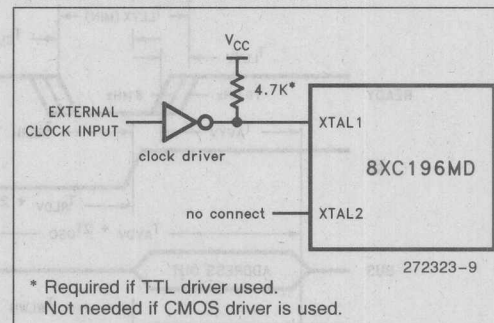 VCC
4.7K*
EXTERNAL
CLOCK INPUT
XTAL1
clock driver
8XC196MD
no connect
XTAL2
272323-9
* Required if TTL driver used.
Not needed if CMOS driver is used.